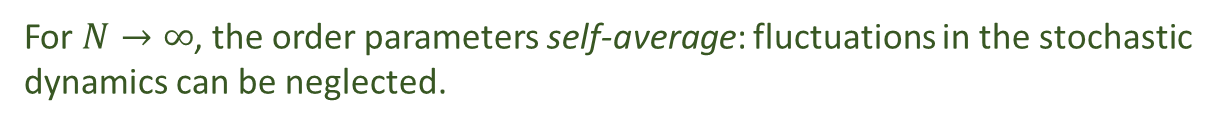 For 𝑁 → ∞, the order parameters self-average: fluctuations in the stochastic
dynamics can be neglected.